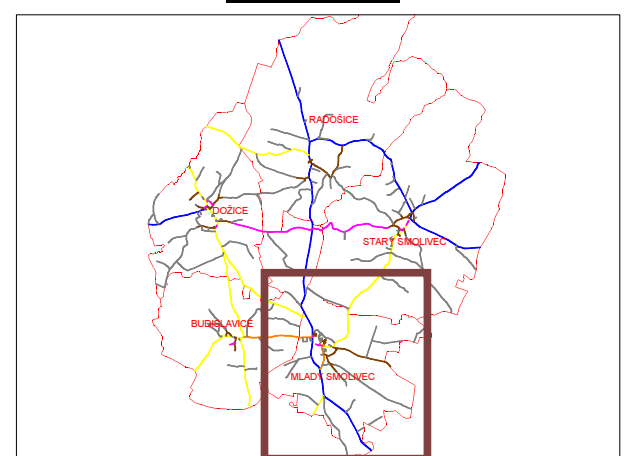 RADOŠICE
DOŽICE
STARÝ SMOLIVEC
BUDISLAVICE
MLADÝ SMOLIVEC